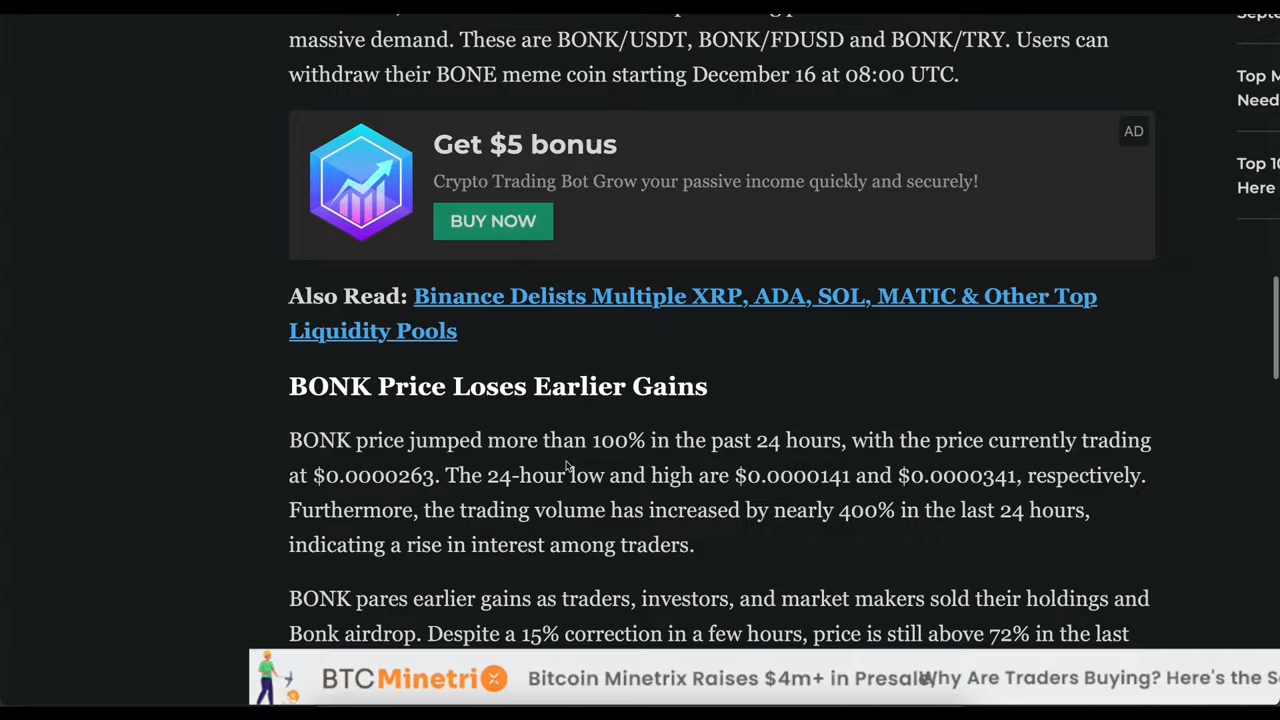 massive demand. These are BONK/USDT, BONK/FDUSD and BONK/TRY. Users can
withdraw their BONE meme coin starting December 16 at 08:00 UTC.
Top
Need
Get $5 bonus
AD
Crypto Trading Bot Grow your passive income quickly and securely!
BUY NOW
Top
Here
Also Read: Binance Delists Multiple XRP, ADA, SOL, MATIC & Other Top
Liquidity Pools
BONK Price Loses Earlier Gains
BONK price jumped more than 100% in the past 24 hours, with the price currently trading
at $0.0000263. The 24-hour low and high are $0.0000141 and $0.0000341, respectively.
Furthermore, the trading volume has increased by nearly 400% in the last 24 hours,
indicating a rise in interest among traders.
BONK pares earlier gains as traders, investors, and market makers sold their holdings and
Bonk airdrop. Despite a 15% correction in a few hours, price is still above 72% in the last
BTCMinetrix Bitcoin Minetrix Raises $4m+ in Presale Why Are Traders Buying? Here's the